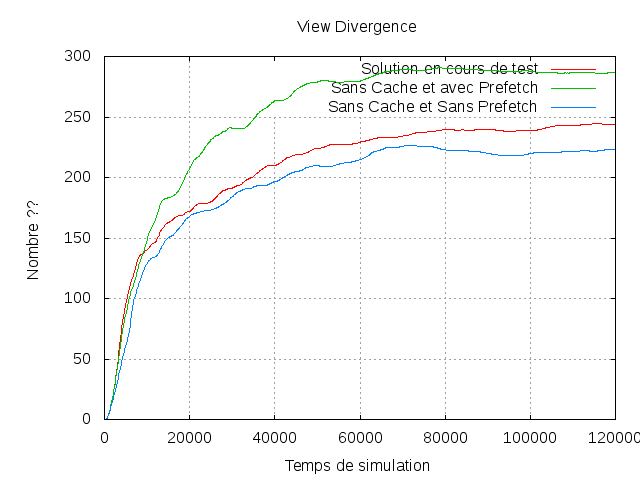 View Divergence
300
250
200
150
100
50
0
Nombre ??
Solution en cours de test
Sans Cache et avec Prefetch
Sans Cache et Sans Prefetch
0 20000 40000 60000 80000 100000 120000
Temps de simulation